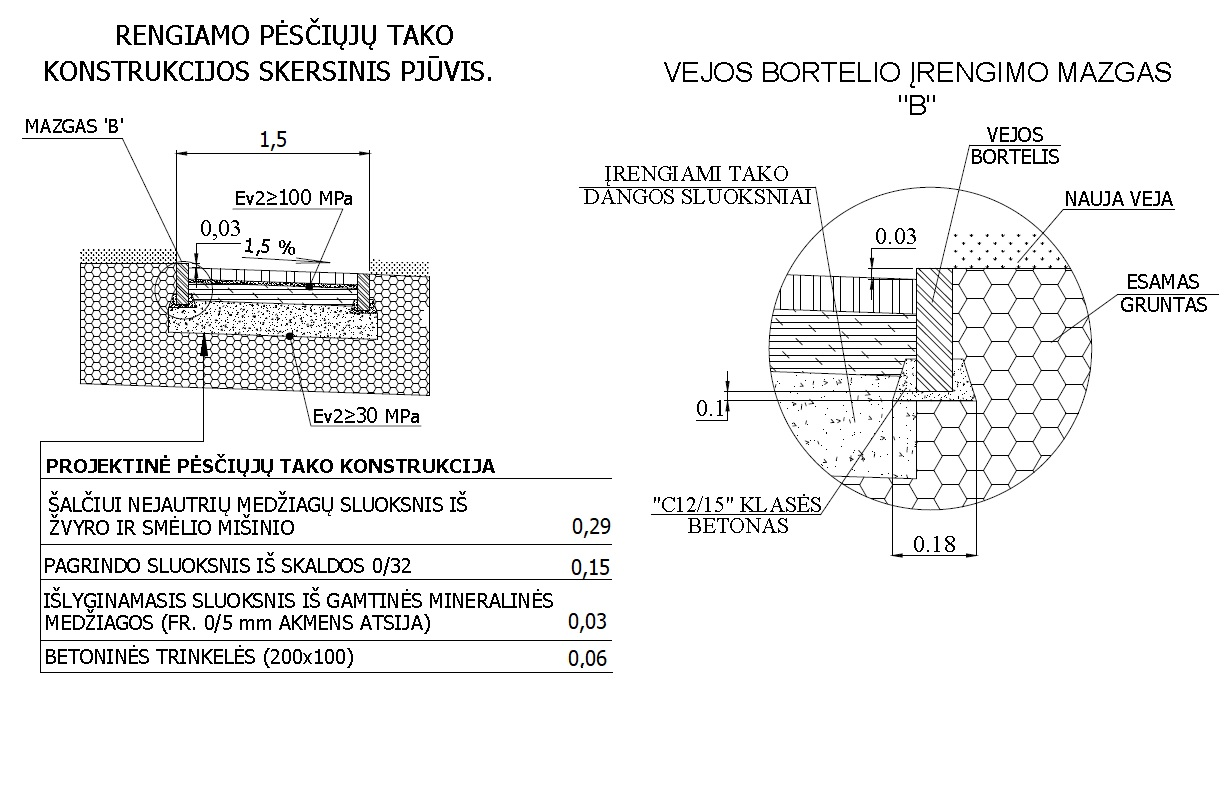 RENGIAMO PĖSČIŲJŲ TAKO
KONSTRUKCIJOS SKERSINIS PJŪVIS.
MAZGAS 'B'
1,5
Ev2≥100 MPa
0,03
1,5 %
Ev2≥30 MPa
PROJEKTINĖ PĖSČIŲJŲ TAKO KONSTRUKCIJA
ŠALČIUI NEJAUTRIŲ MEDŽIAGŲ SLUOKSNIS IŠ
ŽVYRO IR SMĖLIO MIŠINIO 0,29
PAGRINDO SLUOKSNIS IŠ SKALDOS 0/32 0,15
IŠLYGINAMASIS SLUOKSNIS IŠ GAMTINĖS MINERALINĖS
MEDŽIAGOS (FR. 0/5 mm AKMENS ATSIJA) 0,03
BETONINĖS TRINKELĖS (200x100) 0,06
VEJOS BORTELIO ĮRENGIMO MAZGAS
"B"
VEJOS
BORTELIS
ĮRENGIAMI TAKO
DANGOS SLUOKSNIAI
NAUJA VEJA
0.03
ESAMAS
GRUNTAS
0.1
"C12/15" KLASĖS
BETONAS
0.18